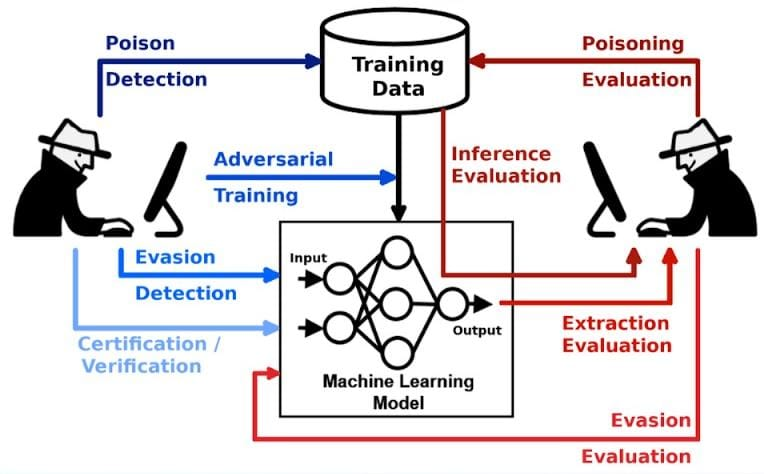 Poison
Detection
Training
Data
Poisoning
Evaluation
Adversarial
Training
Inference
Evaluation
Evasion
Detection
Input
Output
Certification /
Verification
Extraction
Evaluation
Machine Learning
Model
Evasion
Evaluation